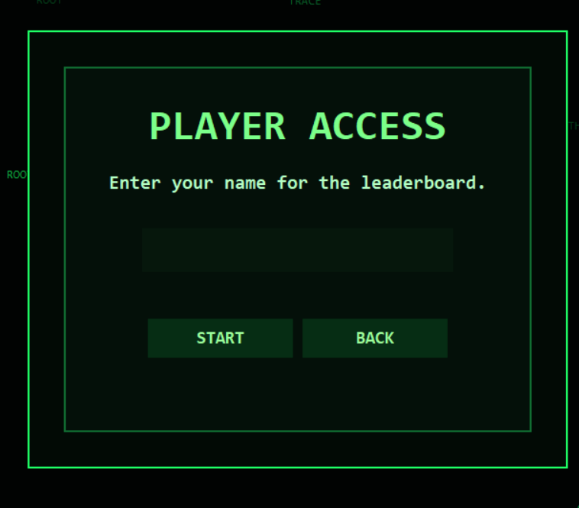 ROOT
TRACE
PLAYER ACCESS
ROO
Enter your name for the leaderboard.
START
BACK